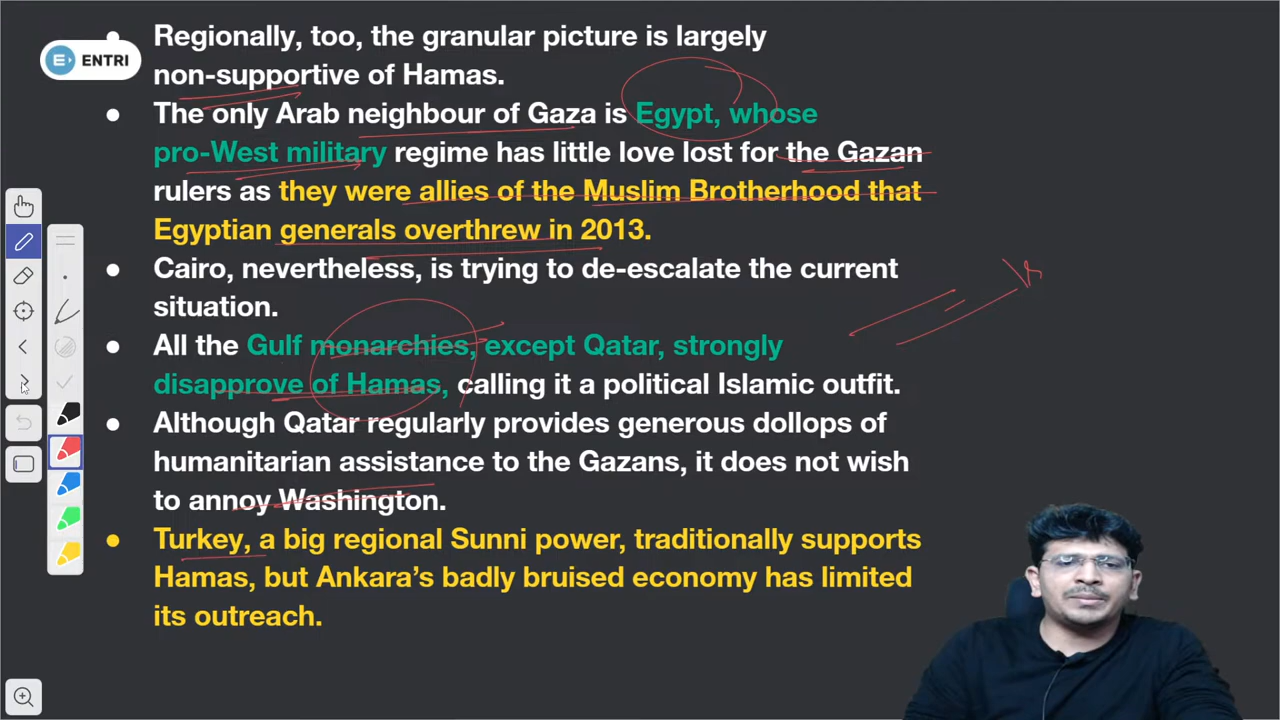 Regionally, too, the granular picture is largely
ENTRI
non-supportive of Hamas.
The only Arab neighbour of Gaza is Egypt, whose
pro-West military regime has little love lost for the Gazan
rulers as they were allies of the Muslim Brotherhood that
Egyptian generals overthrew in 2013.
Cairo, nevertheless, is trying to de-escalate the current
situation.
All the Gulf monarchies, except Qatar, strongly
disapprove of Hamas, calling it a political Islamic outfit.
Although Qatar regularly provides generous dollops of
humanitarian assistance to the Gazans, it does not wish
to annoy Washington.
Turkey, a big regional Sunni power, traditionally supports
Hamas, but Ankara’s badly bruised economy has limited
its outreach.